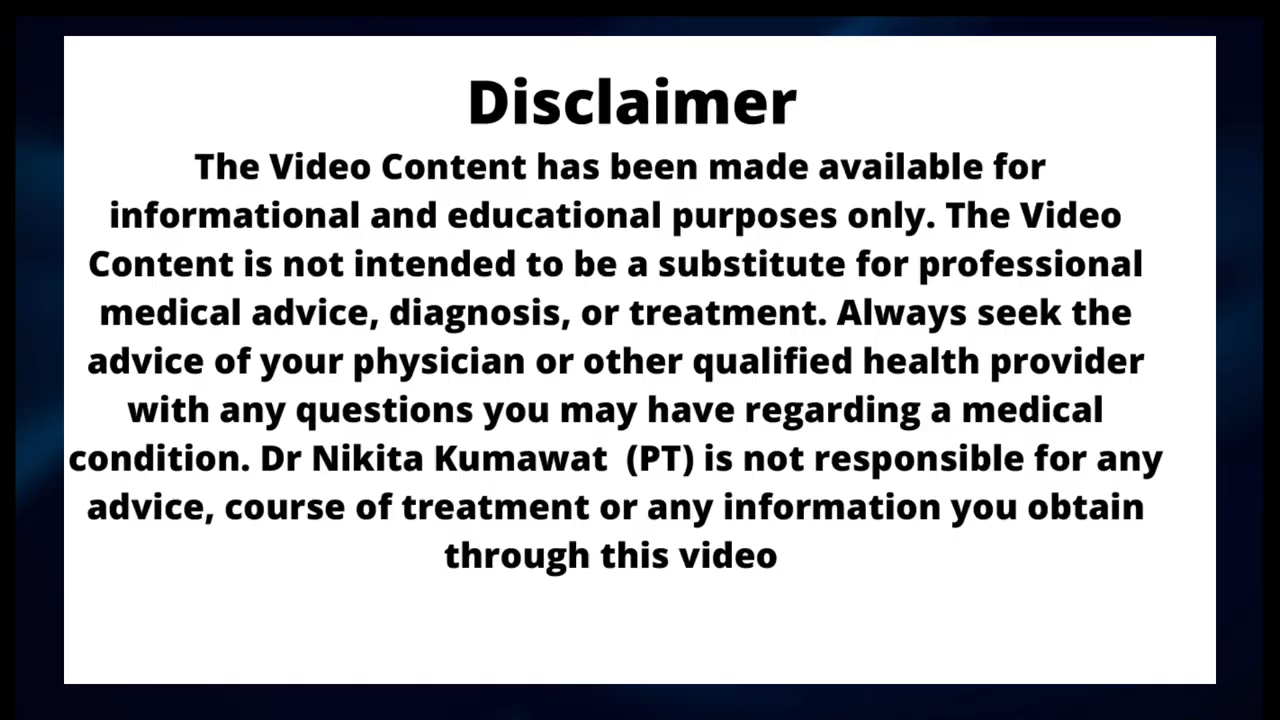 Disclaimer
The Video Content has been made available for
informational and educational purposes only. The Video
Content is not intended to be a substitute for professional
medical advice, diagnosis, or treatment. Always seek the
advice of your physician or other qualified health provider
with any questions you may have regarding a medical
condition. Dr Nikita Kumawat (PT) is not responsible for any
advice, course of treatment or any information you obtain
through this video